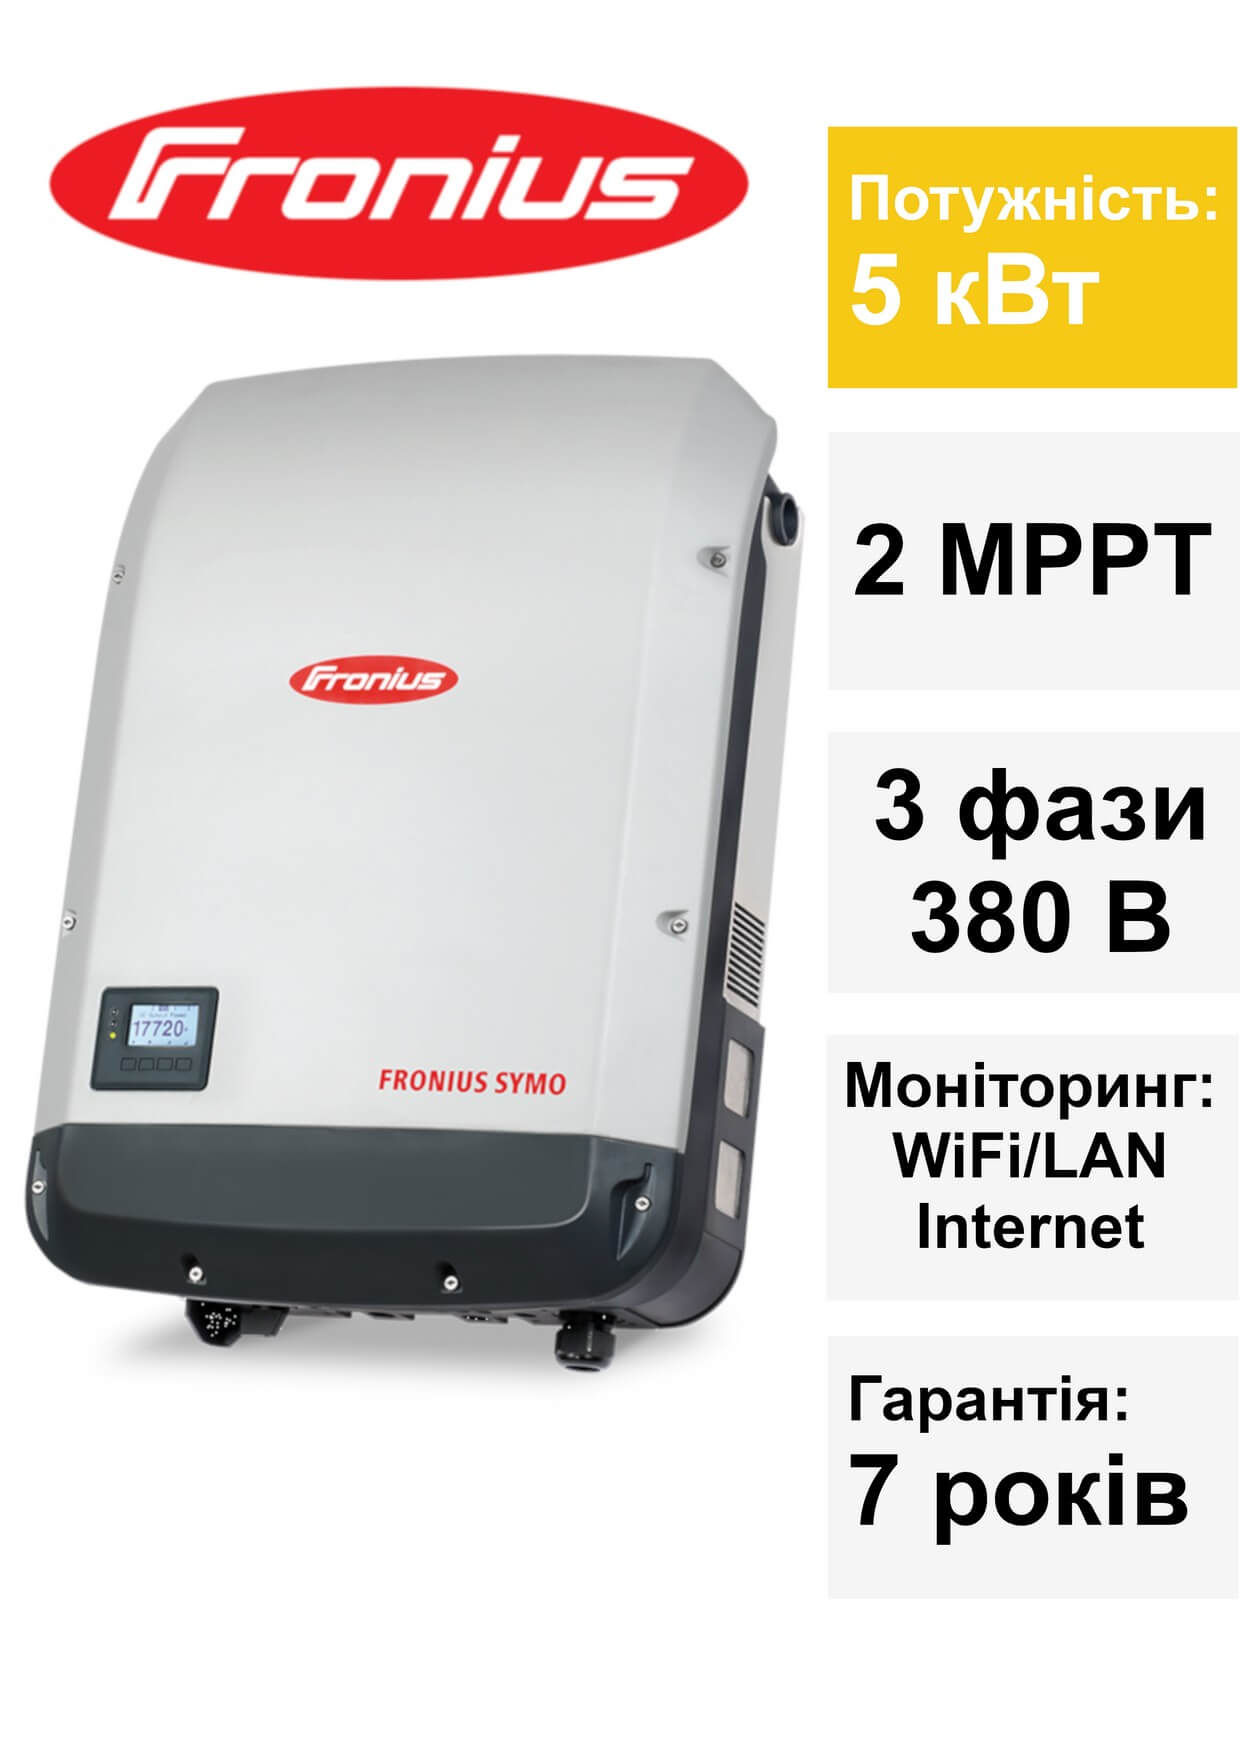 Fronius
Потужність:
5 кВт
2 MPPT
3 фази
380 В
Моніторинг:
WiFi/LAN
Internet
Гарантія:
7 років
Fronius
17720
FRONIUS SYMO